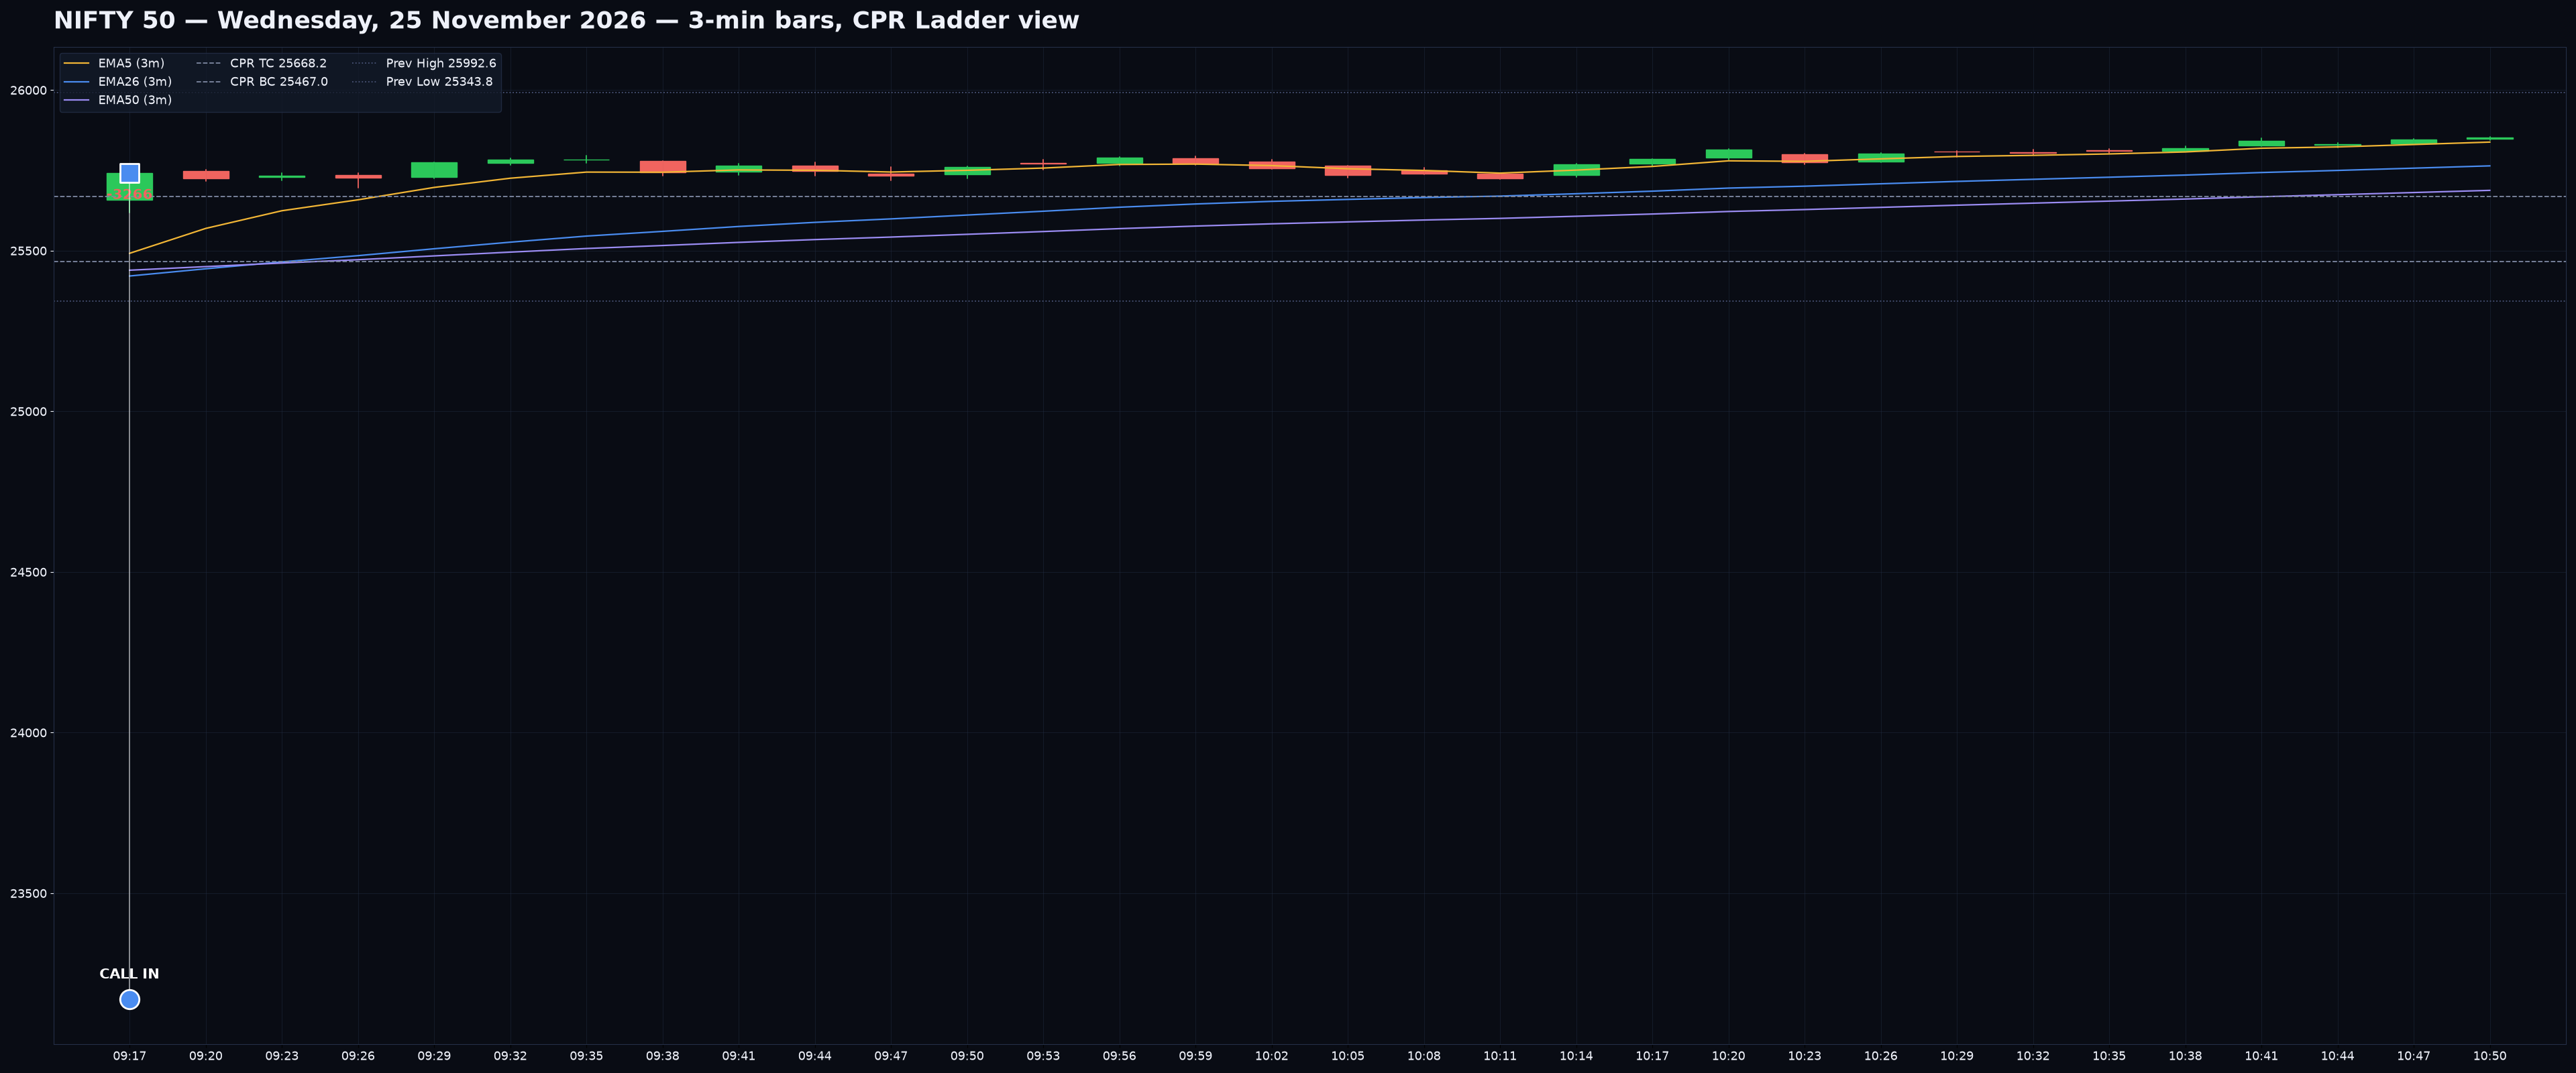 NIFTY 50 — Wednesday, 25 November 2026 — 3-min bars, CPR Ladder view
EMA5 (3m) CPR TC 25668.2 Prev High 25992.6
EMA26 (3m) CPR BC 25467.0 Prev Low 25343.8
EMA50 (3m)
26000
25500
25000
24500
24000
23500
CALL IN
09:17 09:20 09:23 09:26 09:29 09:32 09:35 09:38 09:41 09:44 09:47 09:50 09:53 09:56 09:59 10:02 10:05 10:08 10:11 10:14 10:17 10:20 10:23 10:26 10:29 10:32 10:35 10:38 10:41 10:44 10:47 10:50